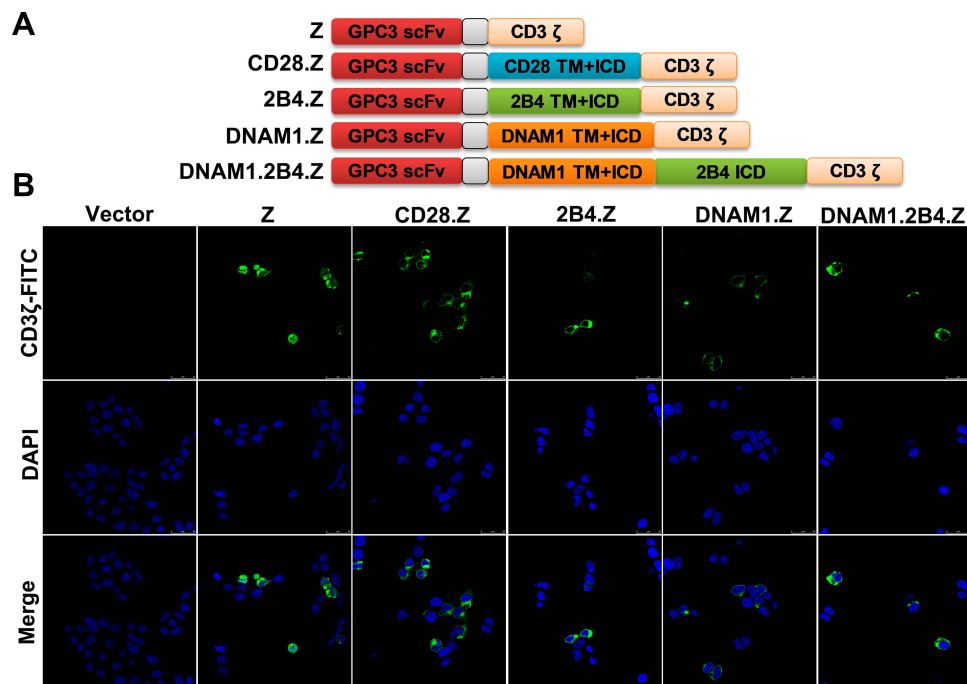 A
Z GPC3 scFv CD3 ζ
CD28.Z GPC3 scFv CD28 TM+ICD CD3 ζ
2B4.Z GPC3 scFv 2B4 TM+ICD CD3 ζ
DNAM1.Z GPC3 scFv DNAM1 TM+ICD CD3 ζ
DNAM1.2B4.Z GPC3 scFv DNAM1 TM+ICD 2B4 ICD CD3 ζ
B
Vector Z CD28.Z 2B4.Z DNAM1.Z DNAM1.2B4.Z
CD3ζ-FITC
DAPI
Merge